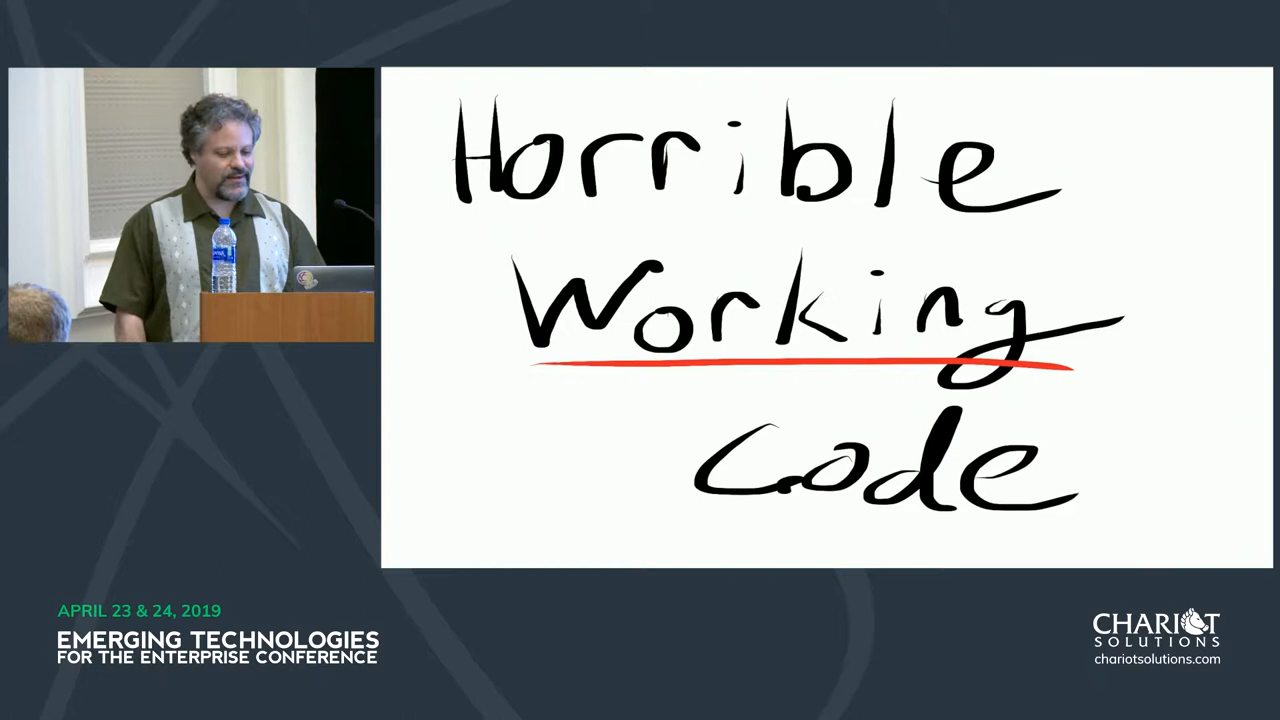 Horrible
Working
Code
APRIL 23 & 24, 2019
EMERGING TECHNOLOGIES
FOR THE ENTERPRISE CONFERENCE
CHARIOT
SOLUTIONS
chariotsolutions.com